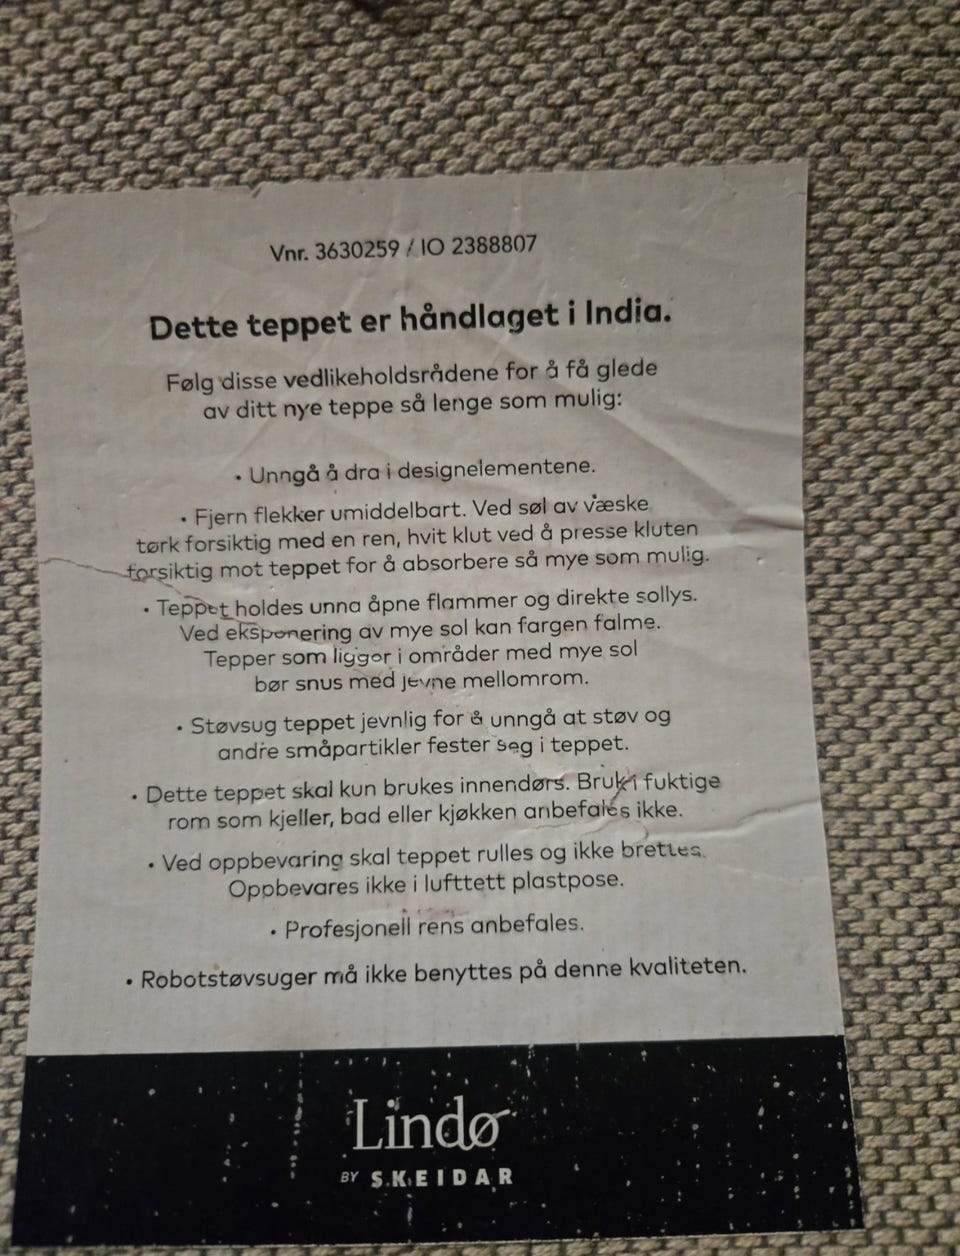 Vnr. 3630259 / IO 2388807
Dette teppet er håndlaget i India.
Følg disse vedlikeholdsrådene for å få glede
av ditt nye teppe så lenge som mulig:
• Unngå å dra i designelementene.
• Fjern flekker umiddelbart. Ved søl av væske
tørk forsiktig med en ren, hvit klut ved å presse kluten
forsiktig mot teppet for å absorbere så mye som mulig.
• Teppet holdes unna åpne flammer og direkte sollys.
Ved eksponering av mye sol kan fargen falme.
Tepper som ligger i områder med mye sol
bør snus med jevne mellomrom.
• Støvsug teppet jevnlig for å unngå at støv og
andre småpartikler fester seg i teppet.
• Dette teppet skal kun brukes innendørs. Bruk i fuktige
rom som kjeller, bad eller kjøkken anbefales ikke.
• Ved oppbevaring skal teppet rulles og ikke brettes.
Oppbevares ikke i lufttett plastpose.
• Profesjonell rens anbefales.
• Robotstøvsuger må ikke benyttes på denne kvaliteten.
Lindø
BY SKEIDAR